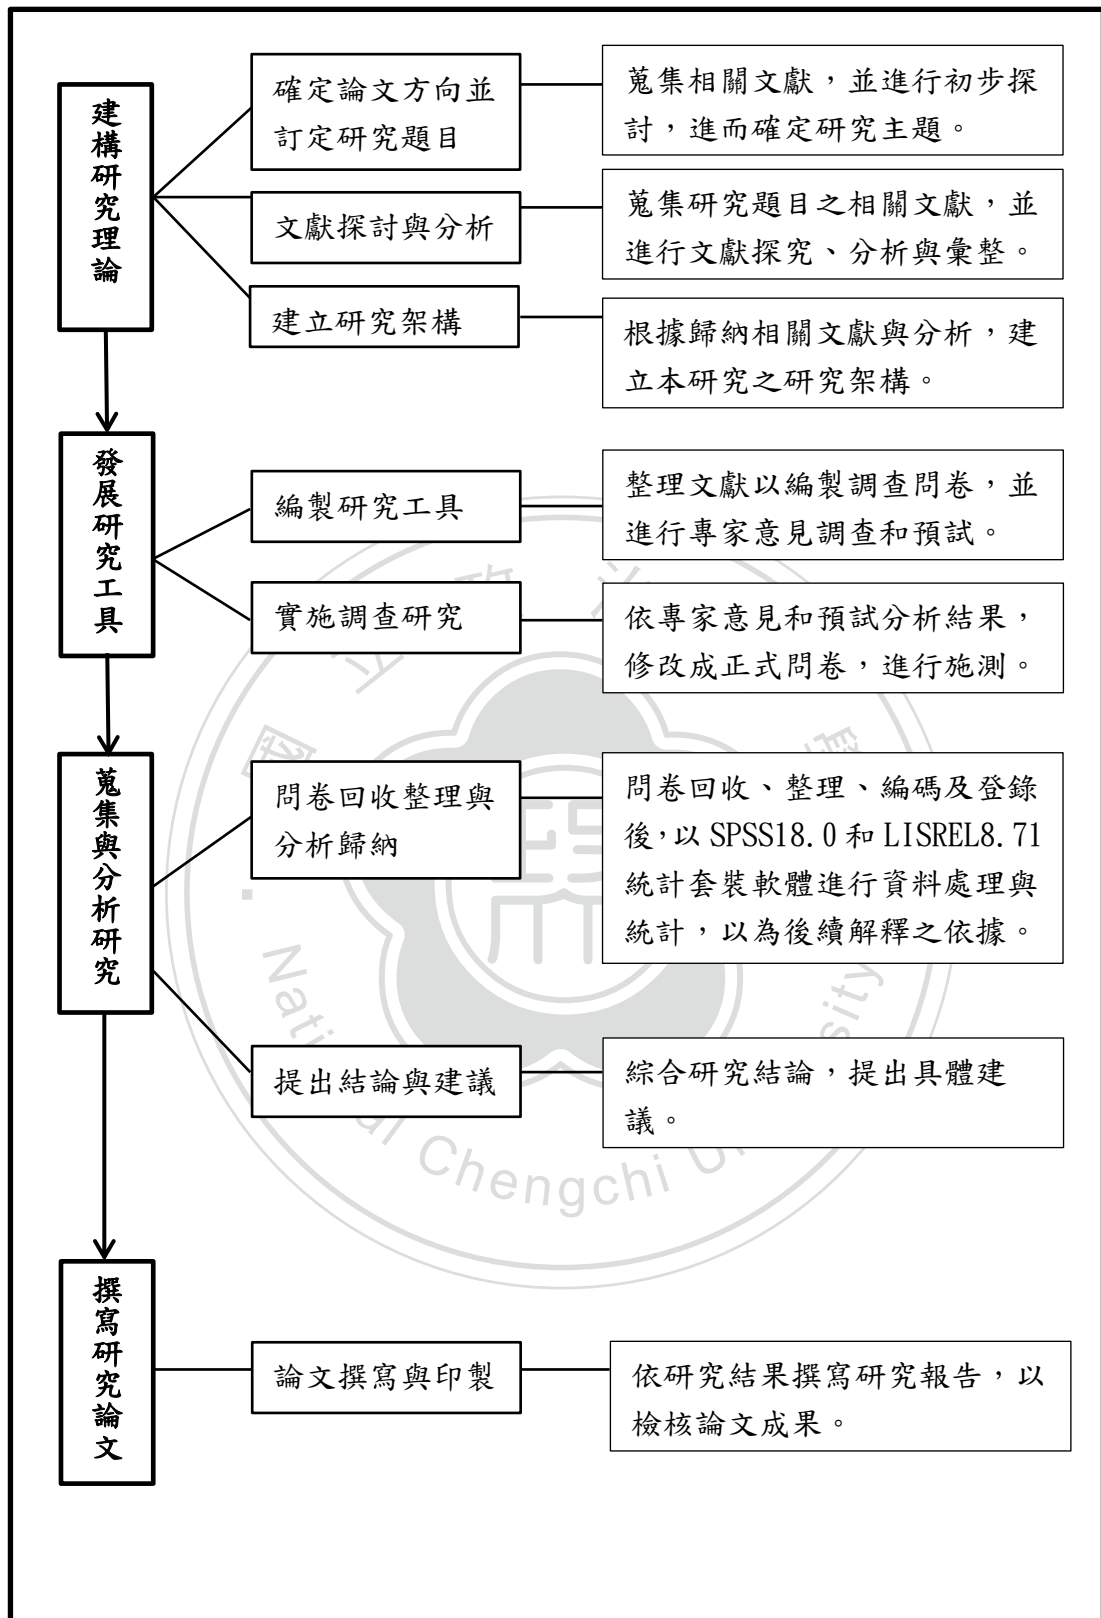 建構研究理論
確定論文方向並
訂定研究題目
蒐集相關文獻，並進行初步探
討，進而確定研究主題。
文獻探討與分析
蒐集研究題目之相關文獻，並
進行文獻探究、分析與彙整。
建立研究架構
根據歸納相關文獻與分析，建
立本研究之研究架構。
發展研究工具
編製研究工具
整理文獻以編製調查問卷，並
進行專家意見調查和預試。
實施調查研究
依專家意見和預試分析結果，
修改成正式問卷，進行施測。
蒐集與分析研究
問卷回收整理與
分析歸納
問卷回收、整理、編碼及登錄
後，以 SPSS18.0 和 LISREL8.71
統計套裝軟體進行資料處理與
統計，以為後續解釋之依據。
提出結論與建議
綜合研究結論，提出具體建
議。
撰寫研究論文
論文撰寫與印製
依研究結果撰寫研究報告，以
檢核論文成果。
Chengchi